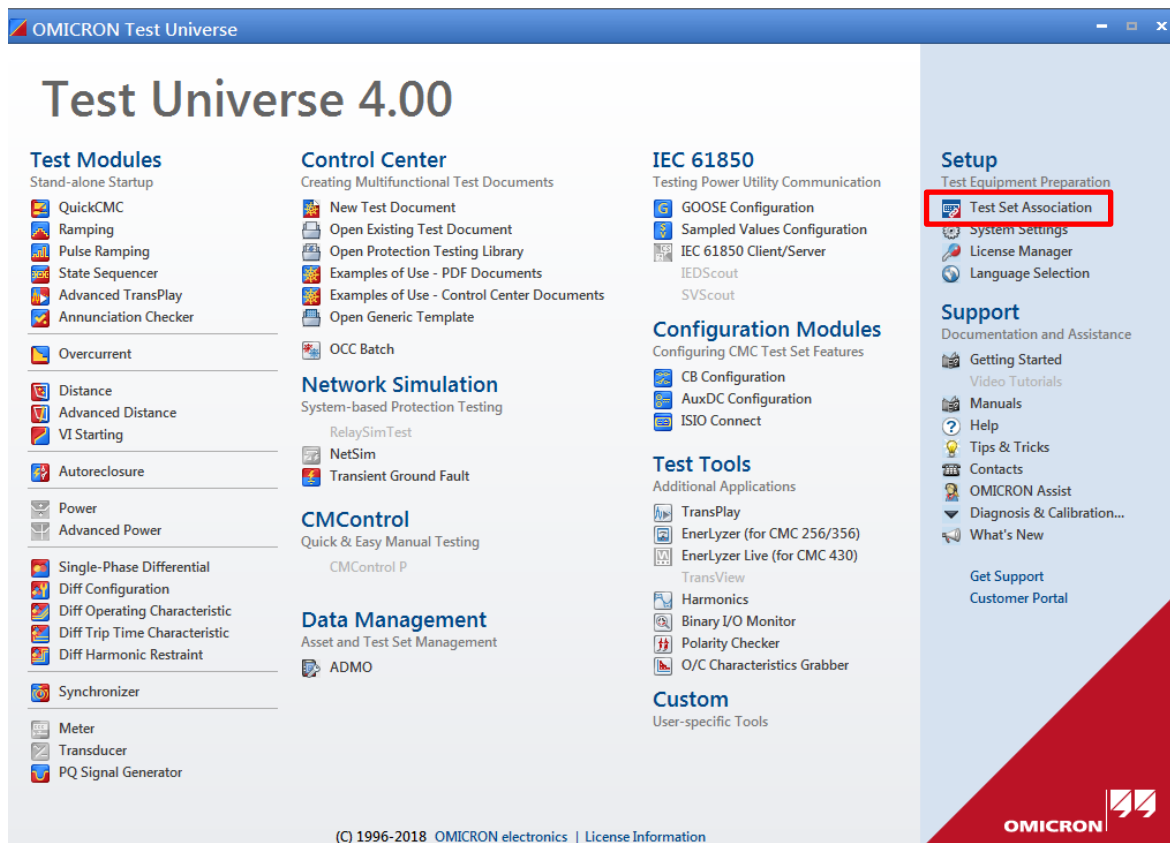 OMICRON Test Universe
Test Universe 4.00
Test Modules
Stand-alone Startup
QuickCMC
Ramping
Pulse Ramping
State Sequencer
Advanced TransPlay
Annunciation Checker
Overcurrent
Distance
Advanced Distance
VI Starting
Autoreclosure
Power
Advanced Power
Single-Phase Differential
Diff Configuration
Diff Operating Characteristic
Diff Trip Time Characteristic
Diff Harmonic Restraint
Synchronizer
Meter
Transducer
PQ Signal Generator
Control Center
Creating Multifunctional Test Documents
New Test Document
Open Existing Test Document
Open Protection Testing Library
Examples of Use - PDF Documents
Examples of Use - Control Center Documents
Open Generic Template
OCC Batch
Network Simulation
System-based Protection Testing
RelaySimTest
NetSim
Transient Ground Fault
CMControl
Quick & Easy Manual Testing
CMControl P
Data Management
Asset and Test Set Management
ADMO
IEC 61850
Testing Power Utility Communication
GOOSE Configuration
Sampled Values Configuration
IEC 61850 Client/Server
IEDScout
SVScout
Configuration Modules
Configuring CMC Test Set Features
CB Configuration
AuxDC Configuration
ISIO Connect
Test Tools
Additional Applications
TransPlay
EnerLyzer (for CMC 256/356)
EnerLyzer Live (for CMC 430)
TransView
Harmonics
Binary I/O Monitor
Polarity Checker
O/C Characteristics Grabber
Custom
User-specific Tools
Setup
Test Equipment Preparation
Test Set Association
System Settings
License Manager
Language Selection
Support
Documentation and Assistance
Getting Started
Video Tutorials
Manuals
Help
Tips & Tricks
Contacts
OMICRON Assist
Diagnosis & Calibration...
What's New
Get Support
Customer Portal
OMICRON
(C) 1996-2018 OMICRON electronics | License Information